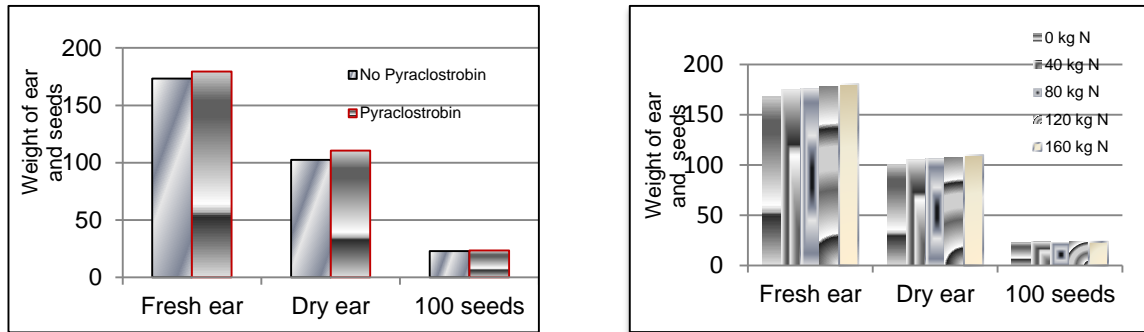 Weight of ear
and seeds
200
150
100
50
0
No Pyraclostrobin
Pyraclostrobin
Fresh ear Dry ear 100 seeds
Weight of ear
and  seeds
200
150
100
50
0
0 kg N
40 kg N
80 kg N
120 kg N
160 kg N
Fresh ear Dry ear 100 seeds